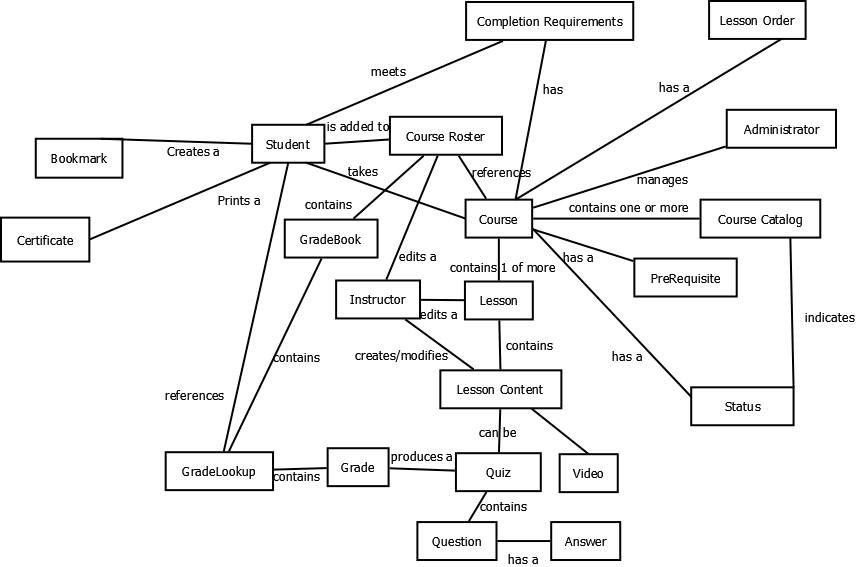 Completion Requirements
Lesson Order
meets
has
has a
is added to
Course Roster
Administrator
Student
Bookmark
Creates a
takes
references
manages
Prints a
contains
contains one or more
Course
Course Catalog
Certificate
GradeBook
edits a
has a
contains 1 of more
PreRequisite
Instructor
Lesson
edits a
indicates
contains
creates/modifies
contains
has a
Lesson Content
references
Status
can be
produces a
GradeLookup
contains
Grade
Quiz
Video
contains
Question
Answer
has a